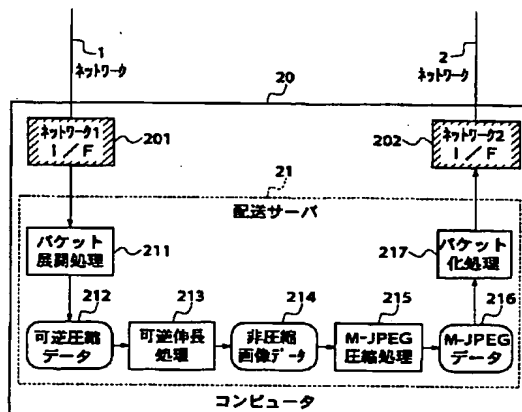 1
ネットワーク
2
ネットワーク
20
ネットワーク1
I/F
201
202
ネットワーク2
I/F
21
配送サーバ
パケット
展開処理
211
217
パケット
化処理
212
213
214
215
216
可逆圧縮
データ
可逆伸長
処理
非圧縮
画像データ
M-JPEG
圧縮処理
M-JPEG
データ
コンピュータ